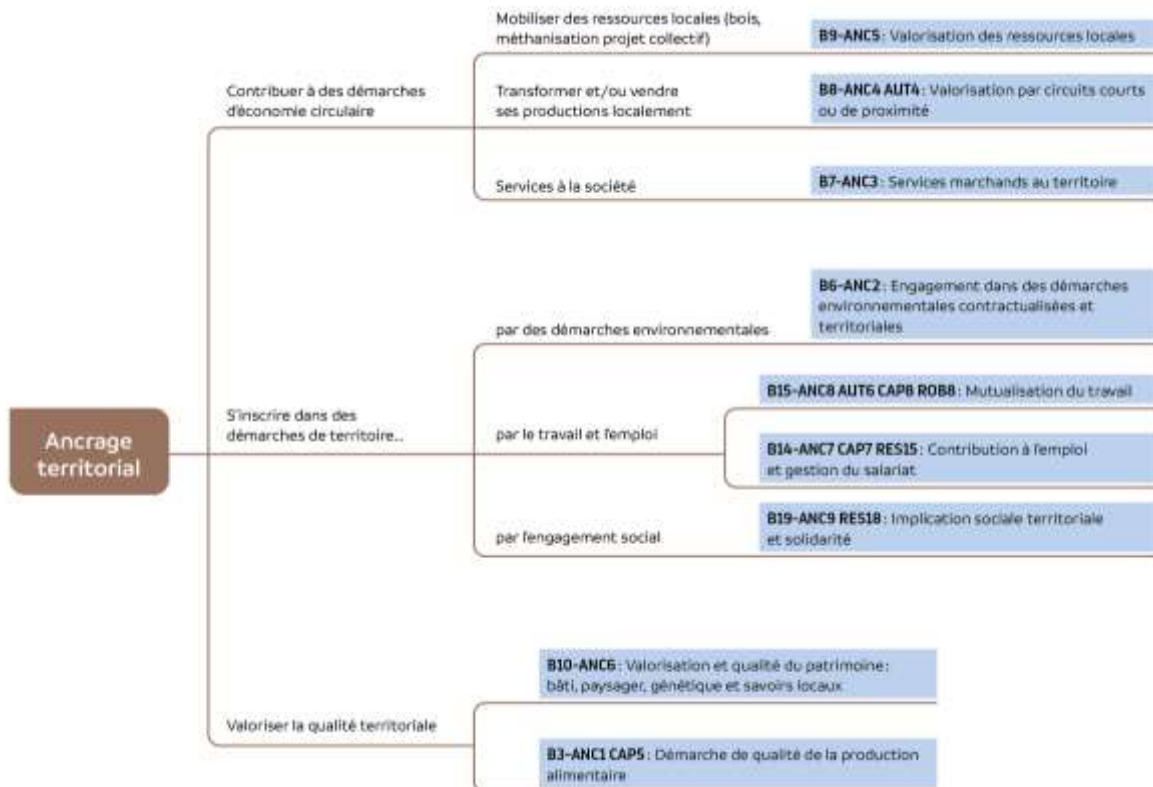 Ancrage
territorial
Contribuer à des démarches
d'économie circulaire
Mobiliser des ressources locales (bois,
méthanisation projet collectif)
B9-ANC5 : Valorisation des ressources locales
Transformer et/ou vendre
ses productions localement
B8-ANC4 AUT4 : Valorisation par circuits courts
ou de proximité
Services à la société
B7-ANC3 : Services marchands au territoire
S'inscrire dans des
démarches de territoire...
par des démarches environnementales
B6-ANC2 : Engagement dans des démarches
environnementales contractualisées et
territoriales
par le travail et l'emploi
B15-ANC8 AUT6 CAP8 ROB8 : Mutualisation du travail
B14-ANC7 CAP7 RES15 : Contribution à l'emploi
et gestion du salariat
par l'engagement social
B19-ANC9 RES18 : Implication sociale territoriale
et solidarité
Valoriser la qualité territoriale
B10-ANC6 : Valorisation et qualité du patrimoine :
bâti, paysager, génétique et savoirs locaux
B3-ANC1 CAP5 : Démarche de qualité de la production
alimentaire